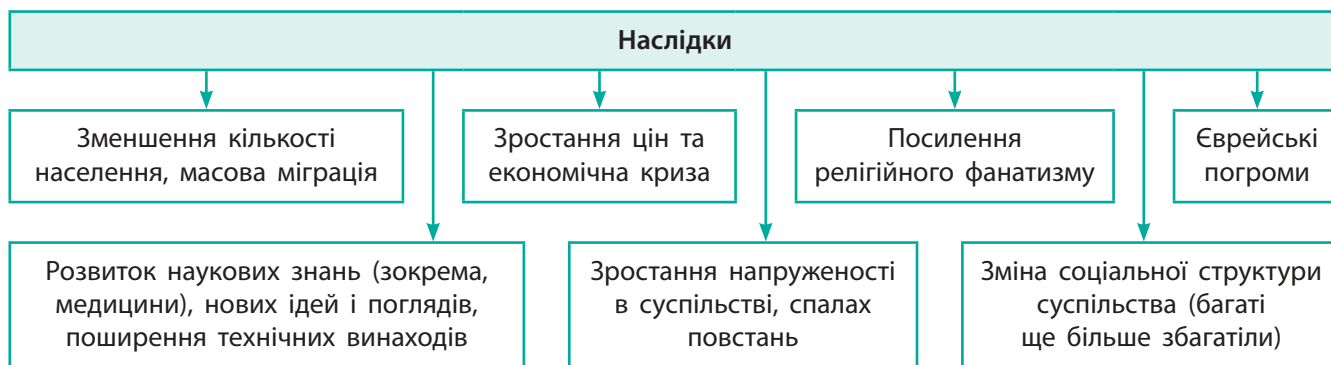 Наслідки
Зменшення кількості
населення, масова міграція
Зростання цін та
економічна криза
Посилення
релігійного фанатизму
Єврейські
погроми
Розвиток наукових знань (зокрема,
медицини), нових ідей і поглядів,
поширення технічних винаходів
Зростання напруженості
в суспільстві, спалах
повстань
Зміна соціальної структури
суспільства (багаті
ще більше збагатіли)